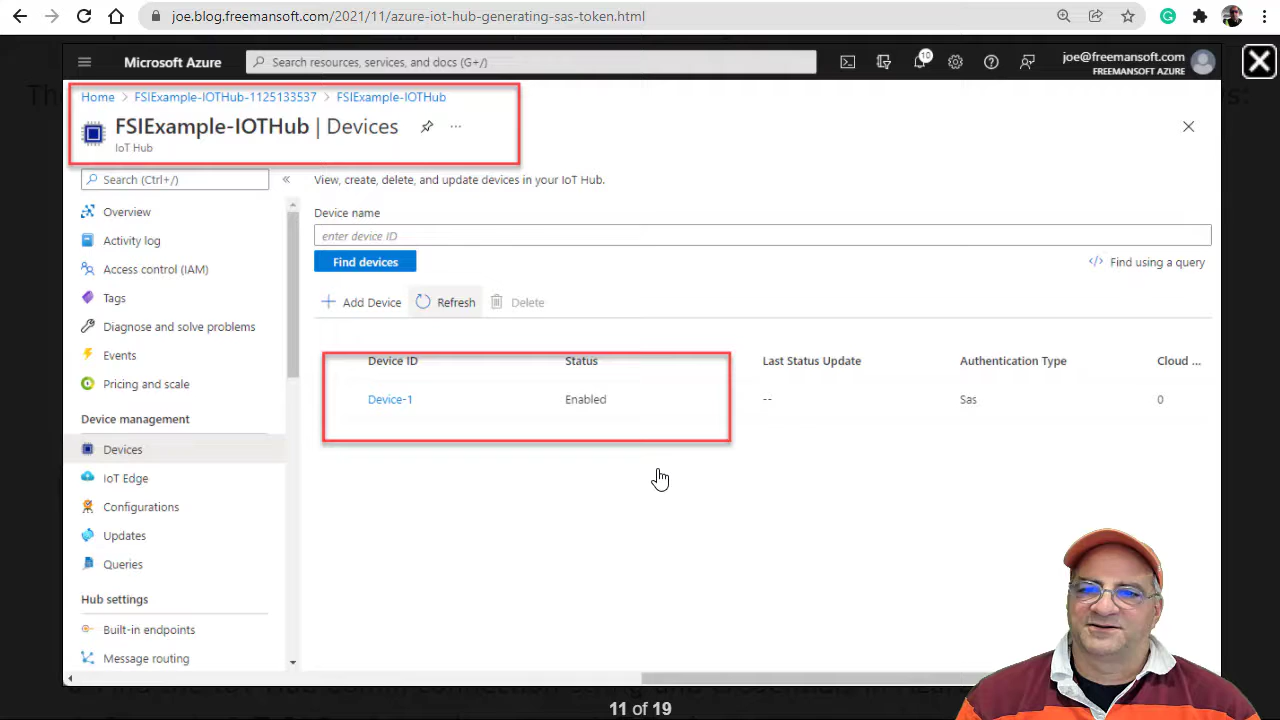 joe.blog.freemansoft.com/2021/11/azure-iot-hub-generating-sas-token.html
Microsoft Azure
Search resources, services, and docs (G+/)
10
joe@freemansoft.com
FREEMANSOFT AZURE
Home > FSIExample-IOTHub-1125133537 > FSIExample-IOTHub
FSIExample-IOTHub | Devices
IoT Hub
Search (Ctrl+/)
«
View, create, delete, and update devices in your IoT Hub.
Overview
Device name
Activity log
enter device ID
Access control (IAM)
Find devices
</> Find using a query
Tags
Add Device
Refresh
Delete
Diagnose and solve problems
Events
Device ID Status Last Status Update Authentication Type Cloud ...
Pricing and scale
Device-1 Enabled -- Sas 0
Device management
Devices
IoT Edge
Configurations
Updates
Queries
Hub settings
Built-in endpoints
Message routing
11 of 19